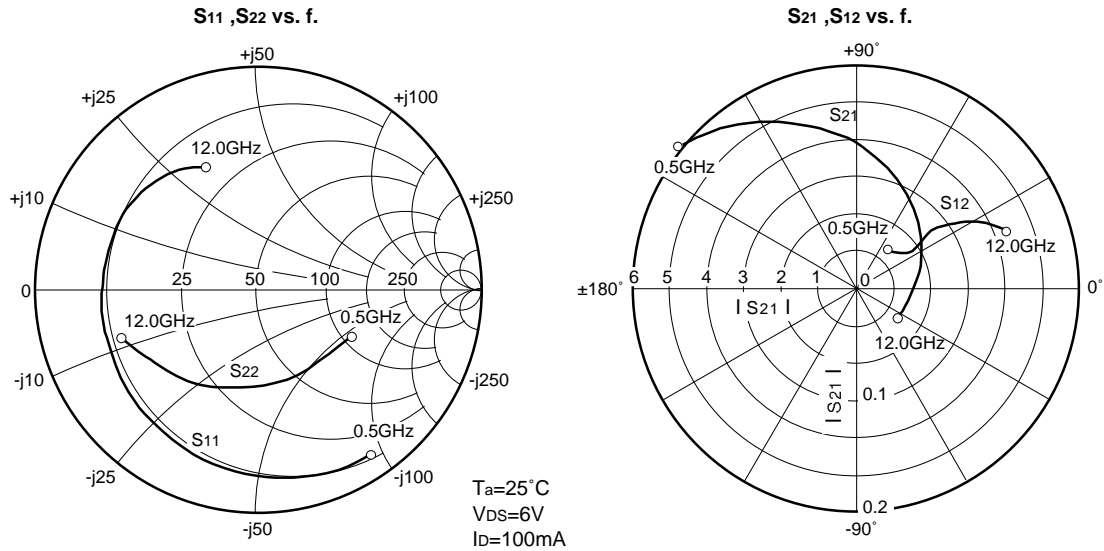 S11 ,S22 vs. f.
+j50
+j25
+j100
12.0GHz
+j10
+j250
0
25
50
100
250
12.0GHz
0.5GHz
S22
-j10
-j250
S11
0.5GHz
-j25
-j100
-j50
Ta=25˚C
VDS=6V
ID=100mA
S21 ,S12 vs. f.
+90˚
S21
0.5GHz
S12
0.5GHz
12.0GHz
±180˚
6
5
4
3
2
1
0
0˚
| S21 |
12.0GHz
| S21 |
0.1
0.2
-90˚